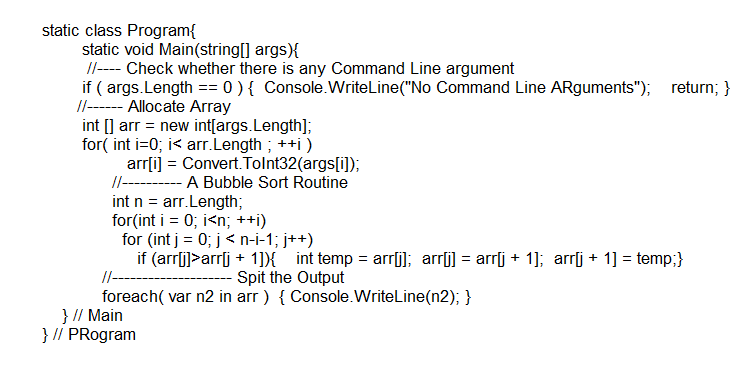 static class Program{
static void Main(string[] args){
//---- Check whether there is any Command Line argument
if ( args.Length == 0 ) {  Console.WriteLine("No Command Line ARguments");    return; }
//------ Allocate Array
int [] arr = new int[args.Length];
for( int i=0; i< arr.Length ; ++i )
arr[i] = Convert.ToInt32(args[i]);
//---------- A Bubble Sort Routine
int n = arr.Length;
for(int i = 0; i<n; ++i)
for (int j = 0; j < n-i-1; j++)
if (arr[j]>arr[j + 1]){    int temp = arr[j];  arr[j] = arr[j + 1];  arr[j + 1] = temp;}
//-------------------- Spit the Output
foreach( var n2 in arr )  { Console.WriteLine(n2); }
} // Main
} // PRogram